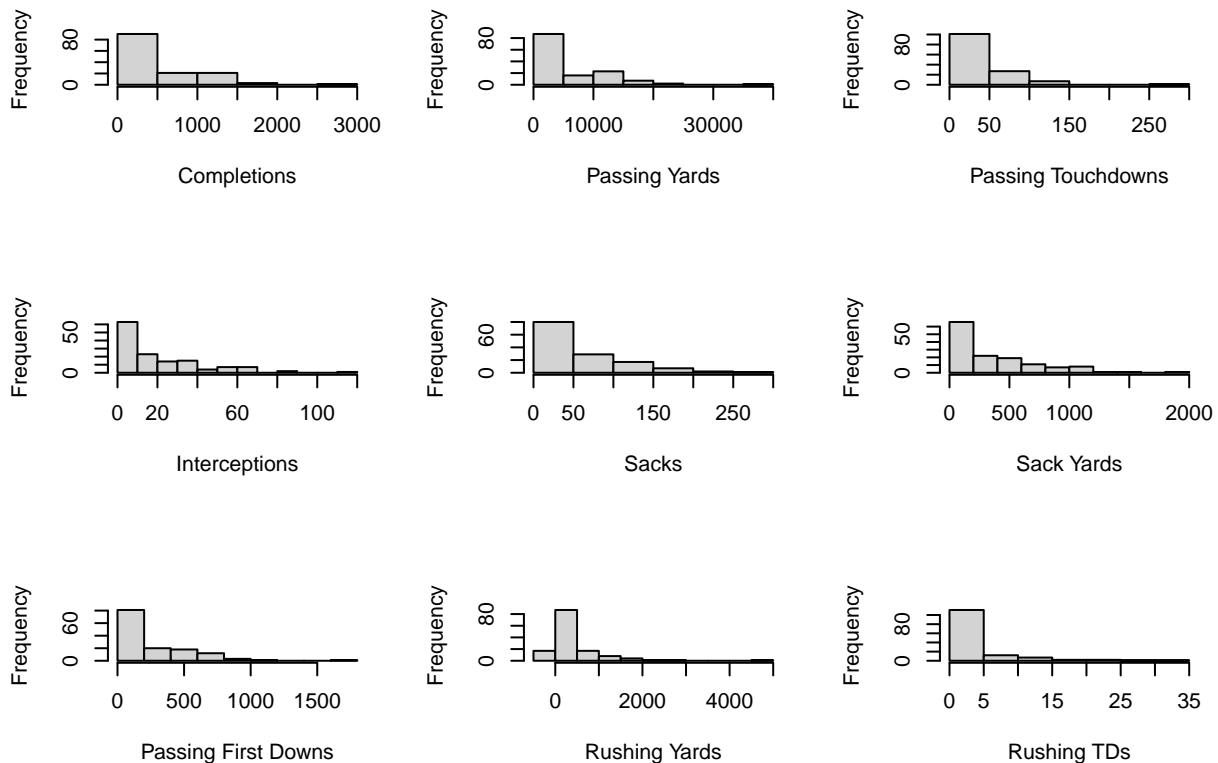 Frequency
80
0
0 1000 2000 3000
Completions
Frequency
80
0
0 10000 30000
Passing Yards
Frequency
80
0
0 50 150 250
Passing Touchdowns
Frequency
50
0
0 20 60 100
Interceptions
Frequency
60
0
0 50 150 250
Sacks
Frequency
50
0
0 500 1000 2000
Sack Yards
Frequency
60
0
0 500 1000 1500
Passing First Downs
Frequency
80
0
0 2000 4000
Rushing Yards
Frequency
80
0
0 5 15 25 35
Rushing TDs